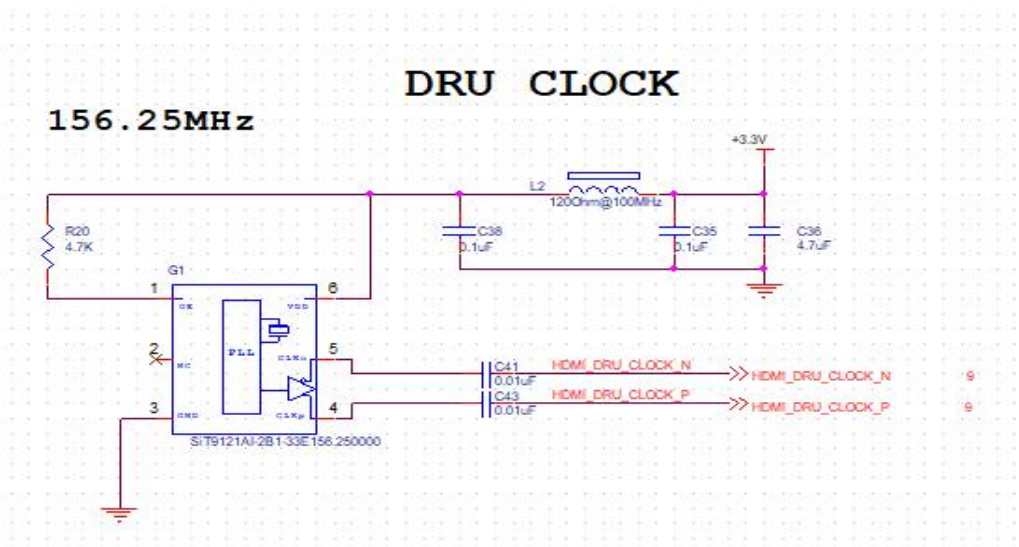 DRU CLOCK
156.25MHz
+3.3V
L2
120Ohm@100MHz
R20
4.7K
C38
0.1uF
C35
0.1uF
C36
4.7uF
G1
1
6
OE
VDD
2
5
NC
PLL
CLKn
3
4
GND
CLKp
SiT9121AI-2B1-33E156.250000
C41
0.01uF
HDMI_DRU_CLOCK_N
HDMI_DRU_CLOCK_N 9
C43
0.01uF
HDMI_DRU_CLOCK_P
HDMI_DRU_CLOCK_P 9